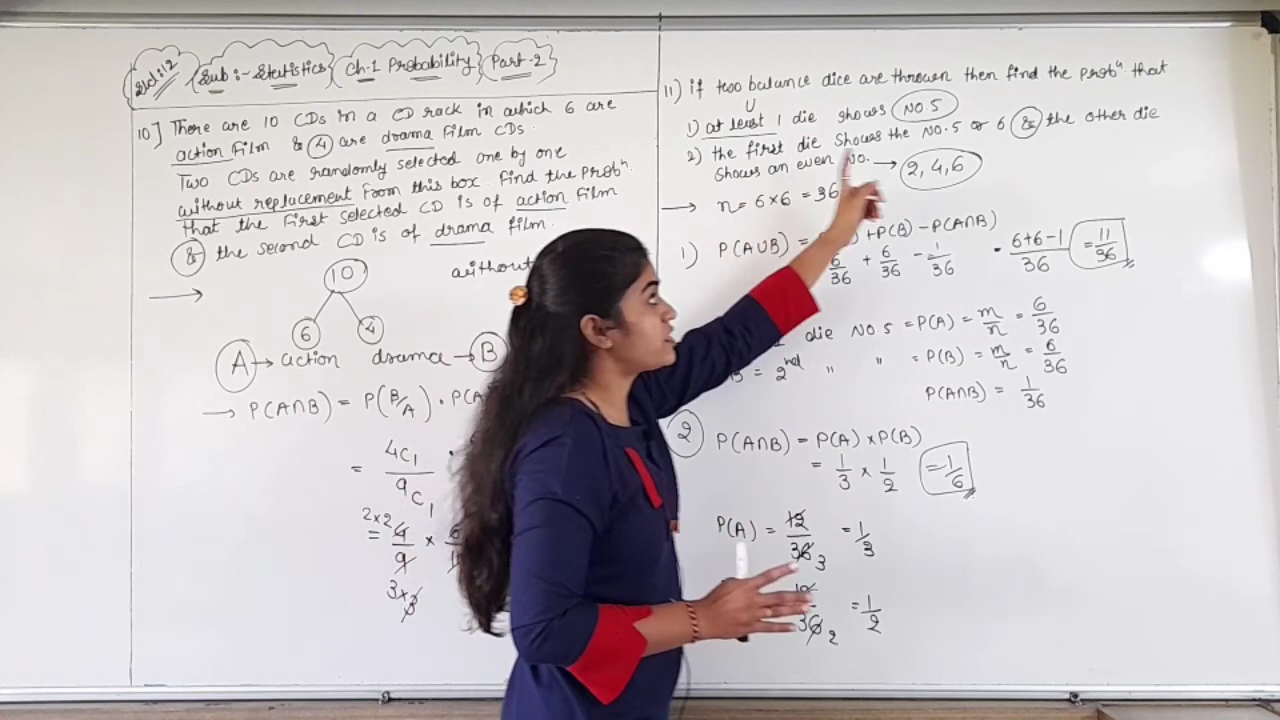 Std:12 Sub:-Statistics Ch-1 Probability Part-2
10] There are 10 CDs in a CD rack in which 6 are
action film & 4 are drama film CDs.
Two CDs are randomly selected one by one
without replacement from this box. Find the probⁿ.
that the first selected CD is of action film
& the second CD is of drama film.
without
10
6 4
A → action drama → B
→ P(A∩B) = P(B/A) . P(A
= 4C1 / 9C1 .
2×2
= 4/9 ×
3×3
11) if two balance dice are thrown then find the probⁿ that
U
1) at least 1 die shows NO 5
2) the first die shows the NO. 5 or 6 & the other die
shows an even NO. → 2, 4, 6
→ n = 6×6 = 36
1) P(A∪B) = + P(B) - P(A∩B)
6/36 + 6/36 - 1/36 = 6+6-1 / 36 = 11/36
die NO. 5 = P(A) = m/n = 6/36
B = 2nd " " = P(B) = m/n = 6/36
P(A∩B) = 1/36
2 P(A∩B) = P(A) × P(B)
= 1/3 × 1/2 = 1/6
P(A) = 12/36 3 = 1/3
36 2 = 1/2